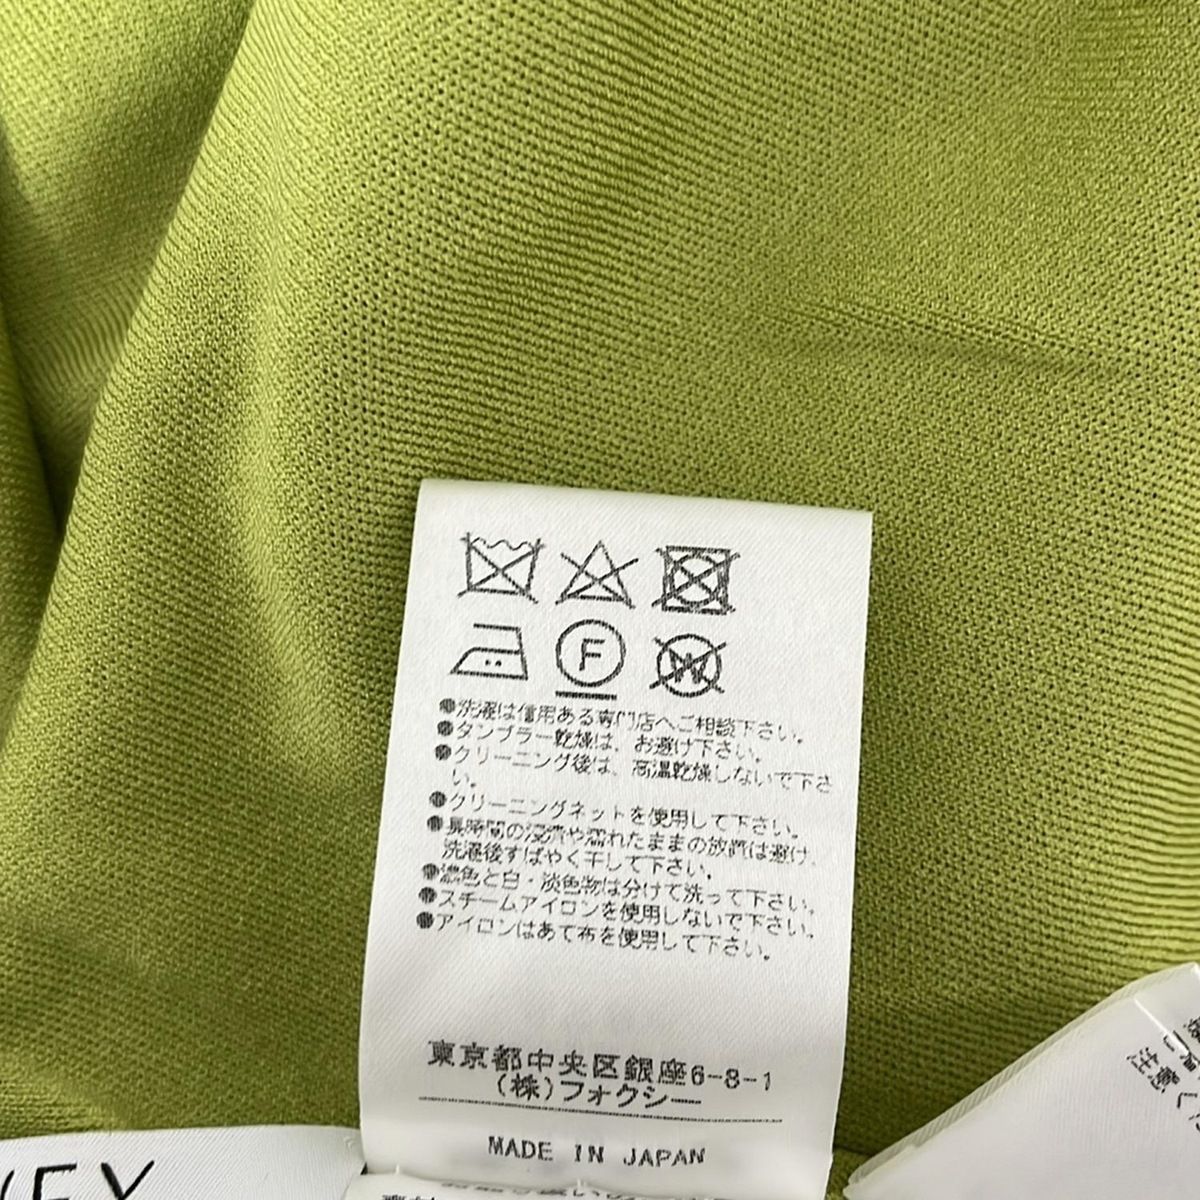 F
W
●洗濯は信用ある専門店へご相談下さい。
●タンブラー乾燥は、お避け下さい。
●クリーニング後は、高温乾燥しないで下さ
い。
●クリーニングネットを使用して下さい。
●長時間の浸漬や濡れたままの放置は避け、
洗濯後すばやく干して下さい。
●濃色と白・淡色物は分けて洗って下さい。
●スチームアイロンを使用しないで下さい。
●アイロンはあて布を使用して下さい。
東京都中央区銀座6-8-1
(株)フォクシー
MADE IN JAPAN
EY
注意